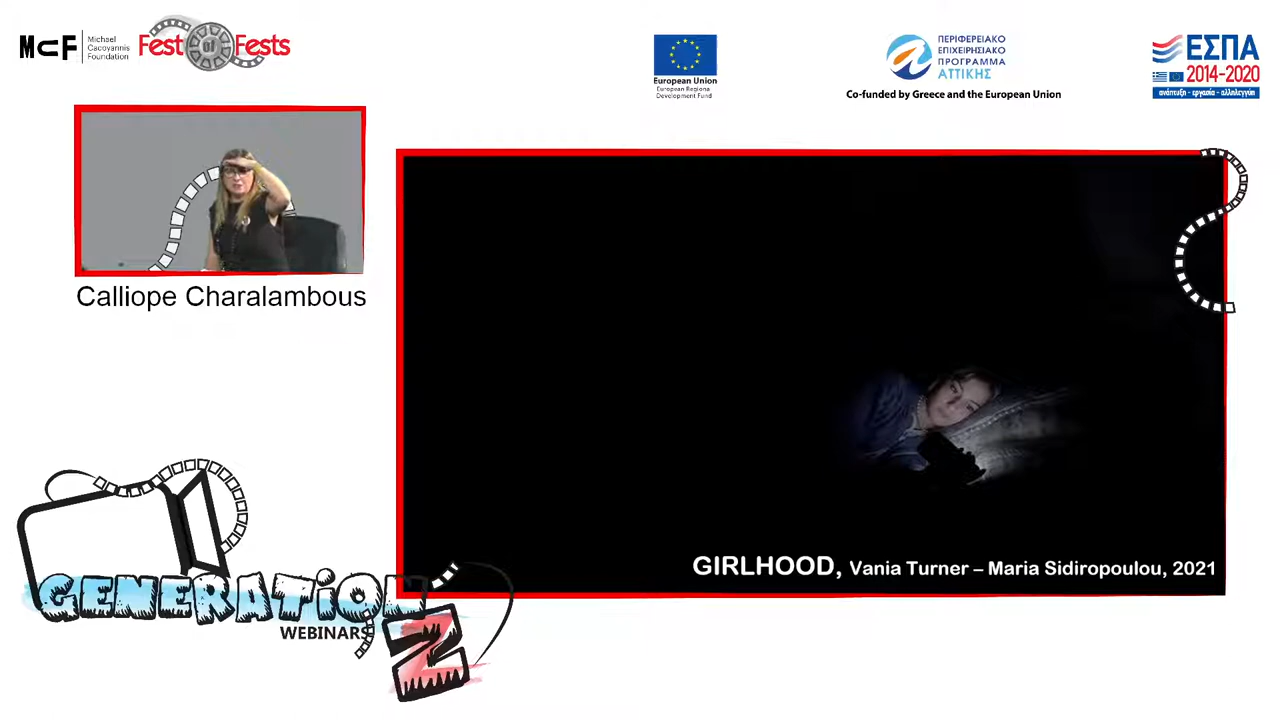 MCF
Michael
Cacoyannis
Foundation
Fest of Fests
European Union
European Regional
Development Fund
ΠΕΡΙΦΕΡΕΙΑΚΟ
ΕΠΙΧΕΙΡΗΣΙΑΚΟ
ΠΡΟΓΡΑΜΜΑ
ΑΤΤΙΚΗΣ
Co-funded by Greece and the European Union
ΕΣΠΑ
2014-2020
ανάπτυξη - εργασία - αλληλεγγύη
Calliope Charalambous
GIRLHOOD, Vania Turner – Maria Sidiropoulou, 2021
GENERATiON
WEBINARS
Z